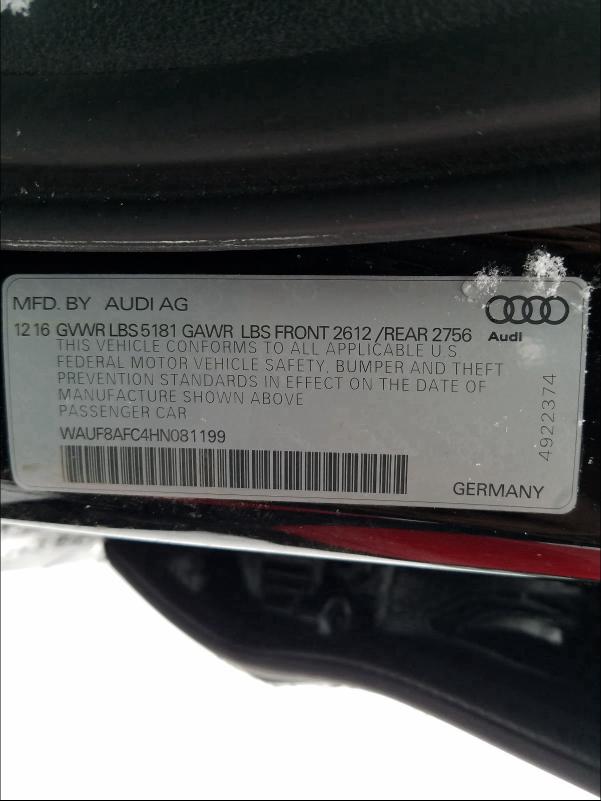 MFD. BY AUDI AG
12 16 GVWR LBS 5181 GAWR LBS FRONT 2612 /REAR 2756
THIS VEHICLE CONFORMS TO ALL APPLICABLE U.S
FEDERAL MOTOR VEHICLE SAFETY, BUMPER AND THEFT
PREVENTION STANDARDS IN EFFECT ON THE DATE OF
MANUFACTURE SHOWN ABOVE
PASSENGER CAR
WAUF8AFC4HN081199
GERMANY
Audi
4922374